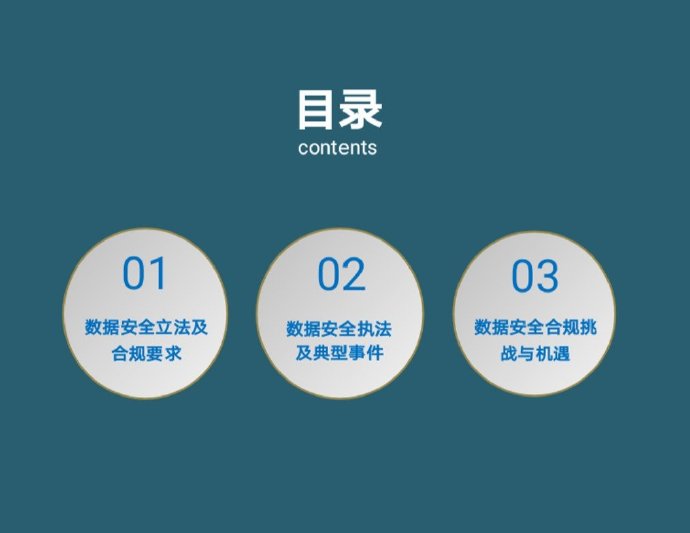 目录
contents
01
数据安全立法及
合规要求
02
数据安全执法
及典型事件
03
数据安全合规挑
战与机遇